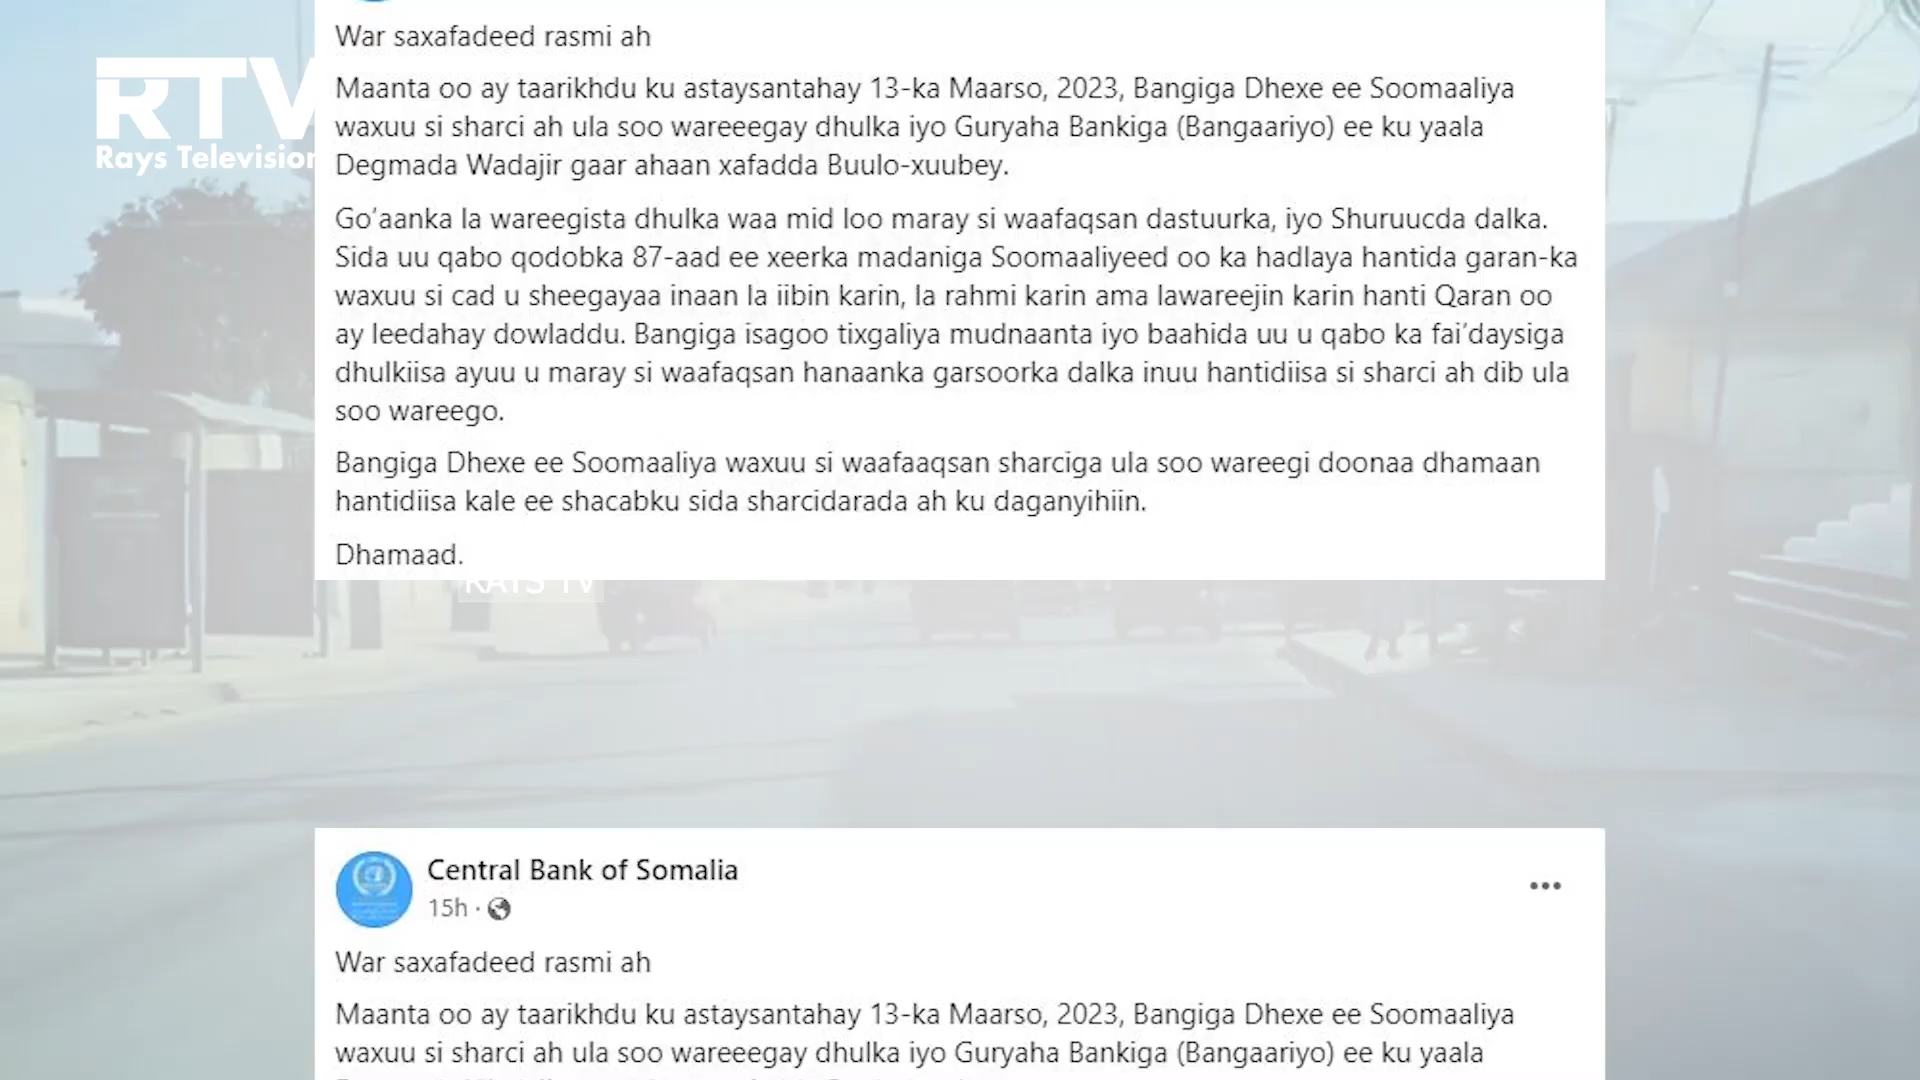 War saxafadeed rasmi ah
RTV
Rays Television
Maanta oo ay taarikhdu ku astaysantahay 13-ka Maarso, 2023, Bangiga Dhexe ee Soomaaliya
waxuu si sharci ah ula soo wareeegay dhulka iyo Guryaha Bankiga (Bangaariyo) ee ku yaala
Degmada Wadajir gaar ahaan xafadda Buulo-xuubey.
Go’aanka la wareegista dhulka waa mid loo maray si waafaqsan dastuurka, iyo Shuruucda dalka.
Sida uu qabo qodobka 87-aad ee xeerka madaniga Soomaaliyeed oo ka hadlaya hantida garan-ka
waxuu si cad u sheegayaa inaan la iibin karin, la rahmi karin ama lawareejin karin hanti Qaran oo
ay leedahay dowladdu. Bangiga isagoo tixgaliya mudnaanta iyo baahida uu u qabo ka fai’daysiga
dhulkiisa ayuu u maray si waafaqsan hanaanka garsoorka dalka inuu hantidiisa si sharci ah dib ula
soo wareego.
Bangiga Dhexe ee Soomaaliya waxuu si waafaaqsan sharciga ula soo wareegi doonaa dhamaan
hantidiisa kale ee shacabku sida sharcidarada ah ku daganyihiin.
Dhamaad.
RAYS TV
Central Bank of Somalia
15h ·
War saxafadeed rasmi ah
Maanta oo ay taarikhdu ku astaysantahay 13-ka Maarso, 2023, Bangiga Dhexe ee Soomaaliya
waxuu si sharci ah ula soo wareeegay dhulka iyo Guryaha Bankiga (Bangaariyo) ee ku yaala